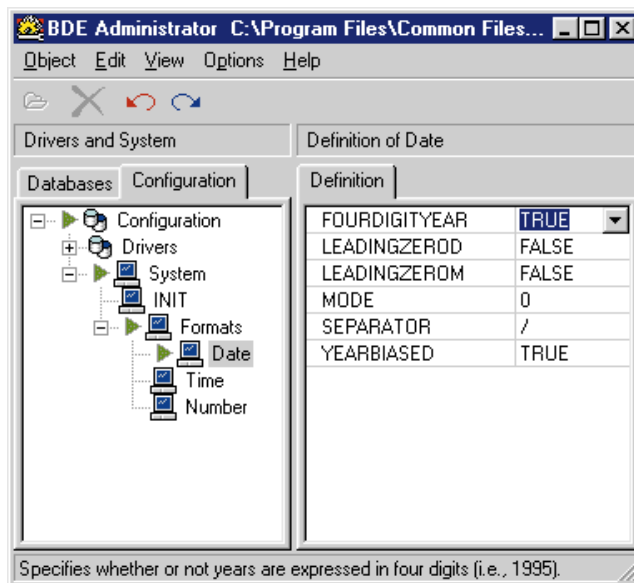 BDE Administrator C:\Program Files\Common Files...
Object Edit View Options Help
Drivers and System
Definition of Date
Databases Configuration
Definition
Configuration
Drivers
System
INIT
Formats
Date
Time
Number
FOURDIGITYEAR TRUE
LEADINGZEROD FALSE
LEADINGZEROM FALSE
MODE 0
SEPARATOR /
YEARBIASED TRUE
Specifies whether or not years are expressed in four digits (i.e., 1995).